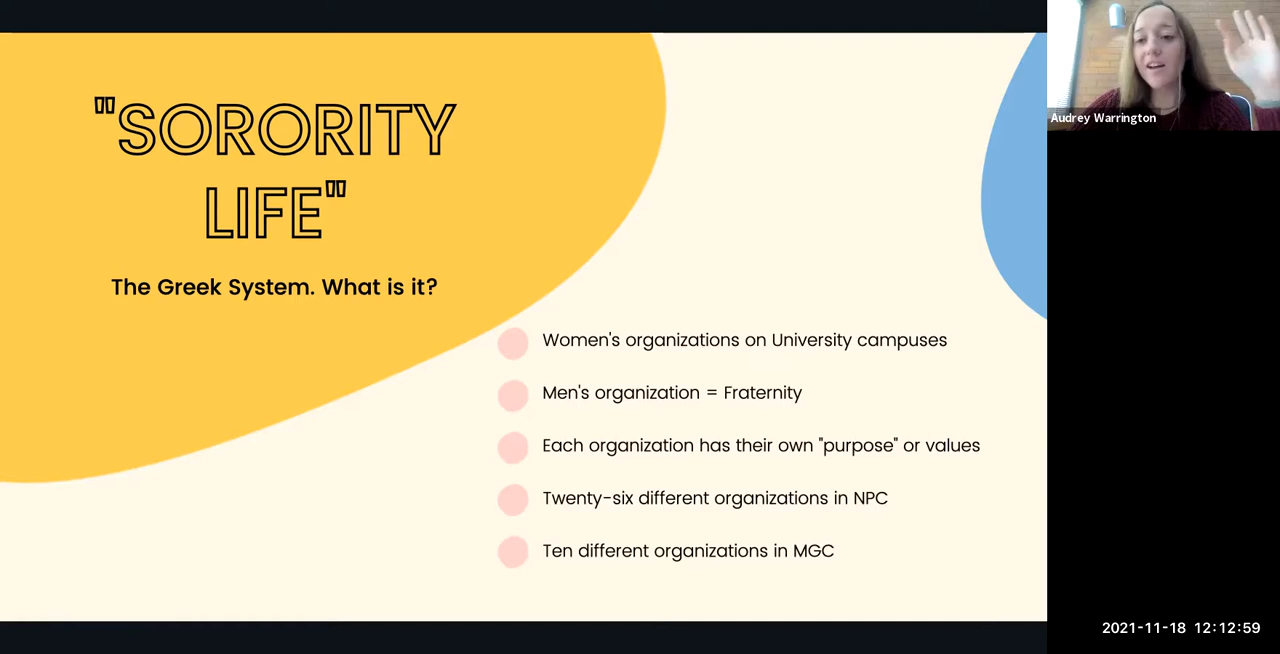 "SORORITY
LIFE"
The Greek System. What is it?
Women's organizations on University campuses
Men's organization = Fraternity
Each organization has their own "purpose" or values
Twenty-six different organizations in NPC
Ten different organizations in MGC
Audrey Warrington
2021-11-18 12:12:59